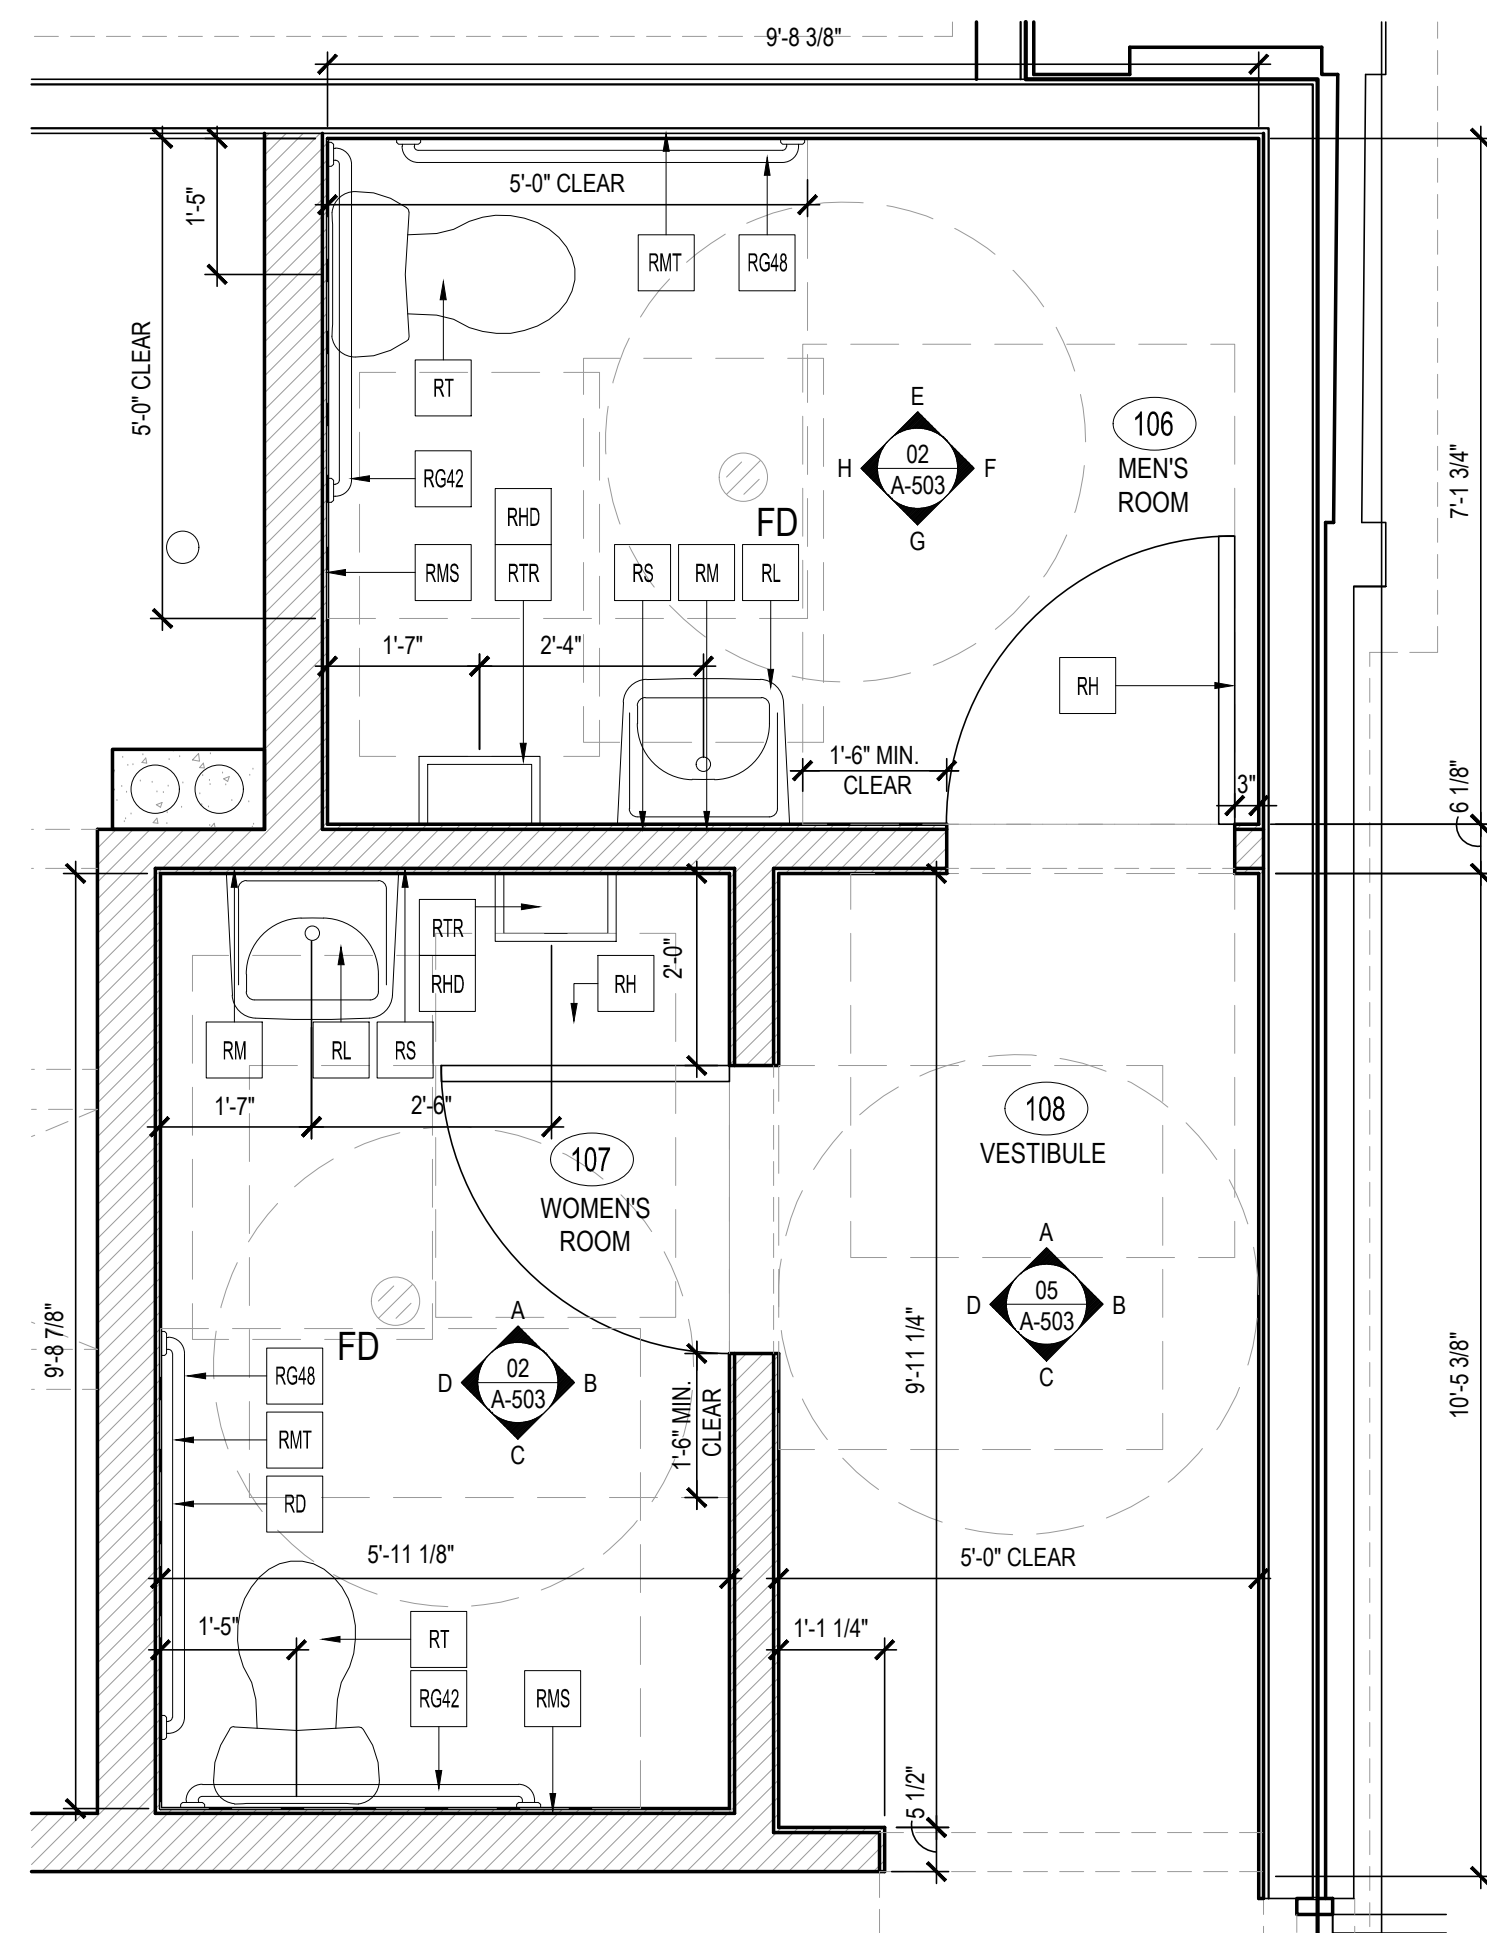 9'-8 3/8"
1'-5"
5'-0" CLEAR
RMT
RG48
5'-0" CLEAR
RT
E
02
A-503
H
F
G
106
MEN'S
ROOM
RG42
RHD
FD
7'-1 3/4"
RMS
RTR
RS
RM
RL
1'-7"
2'-4"
RH
1'-6" MIN.
CLEAR
3"
6 1/8"
RTR
RHD
2'-0"
RH
RM
RL
RS
1'-7"
2'-6"
107
WOMEN'S
ROOM
108
VESTIBULE
A
05
A-503
D
B
C
9'-8 7/8"
FD
A
02
A-503
D
B
C
9'-11 1/4"
10'-5 3/8"
RG48
RMT
RD
1'-6" MIN.
CLEAR
5'-11 1/8"
5'-0" CLEAR
1'-5"
RT
1'-1 1/4"
RG42
RMS
5 1/2"